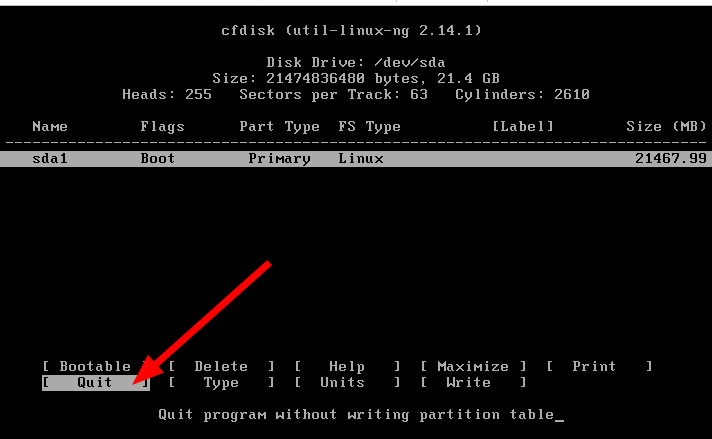 cfdisk (util-linux-ng 2.14.1)
Disk Drive: /dev/sda
Size: 21474836480 bytes, 21.4 GB
Heads: 255   Sectors per Track: 63   Cylinders: 2610
Name   Flags   Part Type   FS Type   [Label]   Size (MB)
sda1   Boot   Primary   Linux   21467.99
[ Bootable ]  [ Delete ]  [ Help ]  [ Maximize ]  [ Print ]
[ Quit ]  [ Type ]  [ Units ]  [ Write ]
Quit program without writing partition table_